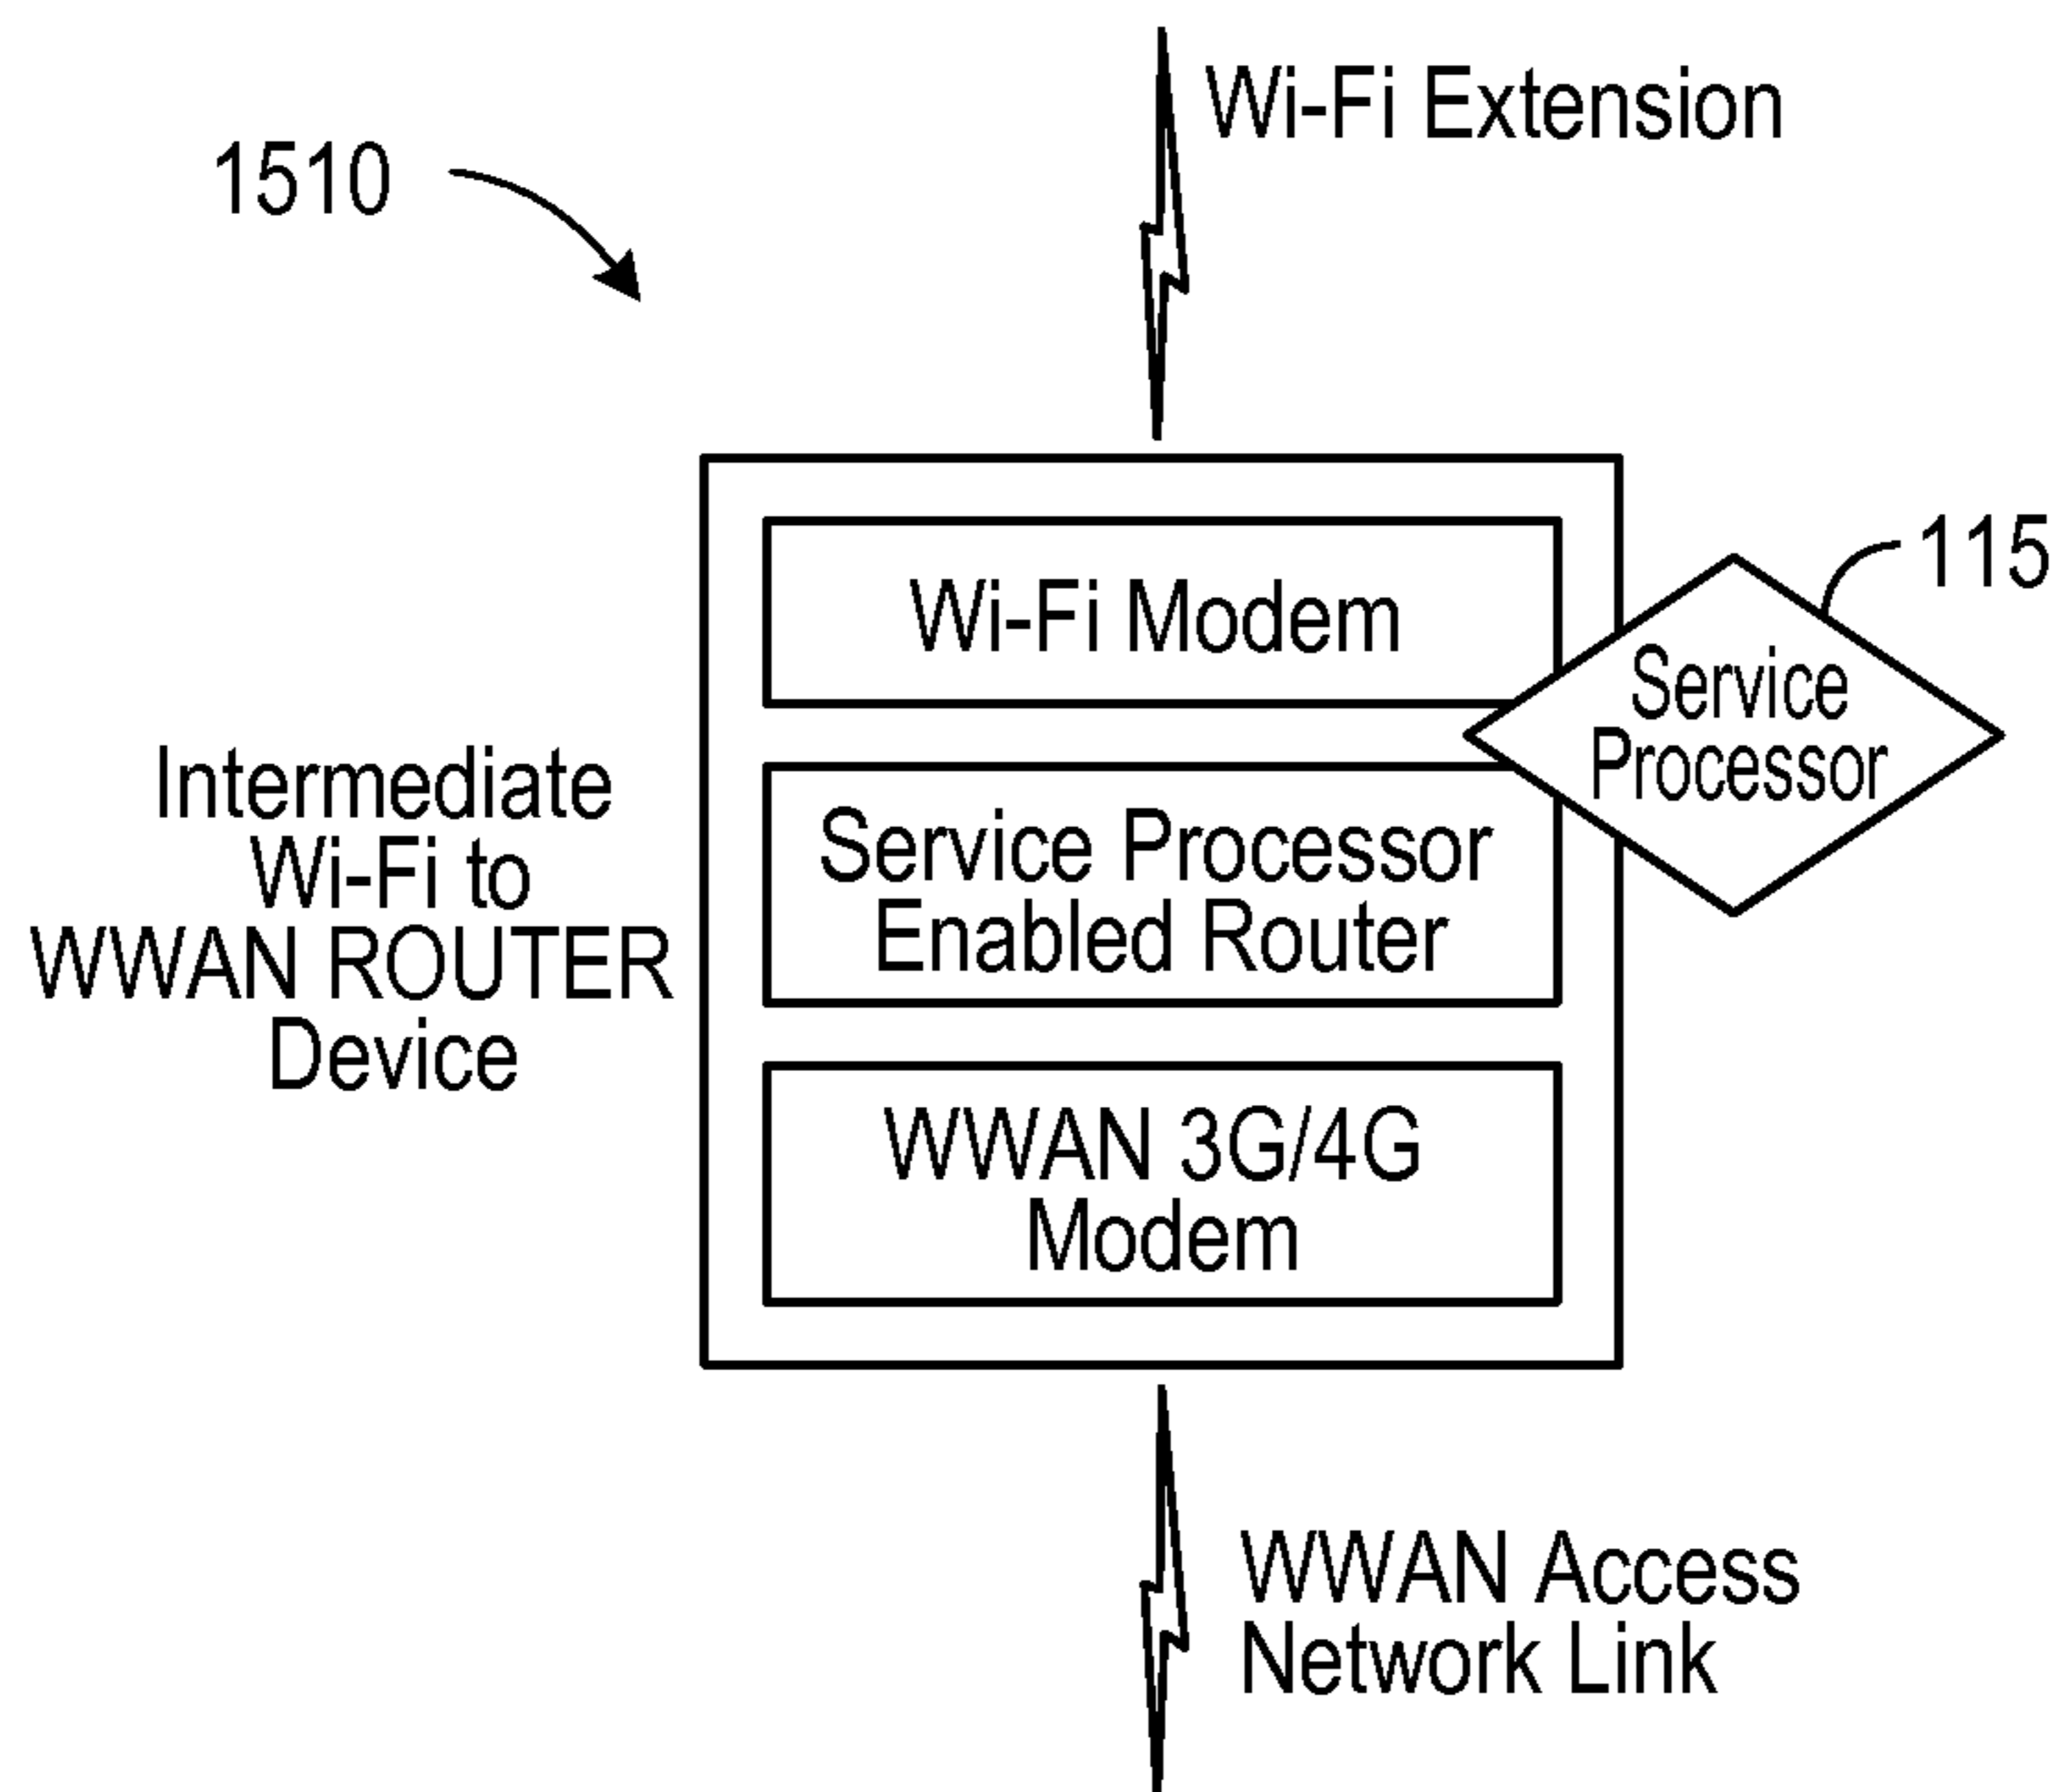 Wi-Fi Extension
1510
115
Wi-Fi Modem
Service
Processor
Intermediate
Wi-Fi to
WWAN ROUTER
Device
Service Processor
Enabled Router
WWAN 3G/4G
Modem
WWAN Access
Network Link